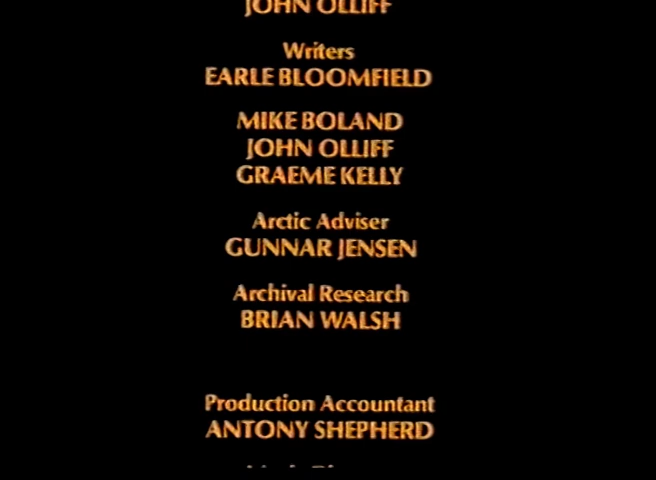 JOHN OLLIFF
Writers
EARLE BLOOMFIELD
MIKE BOLAND
JOHN OLLIFF
GRAEME KELLY
Arctic Adviser
GUNNAR JENSEN
Archival Research
BRIAN WALSH
Production Accountant
ANTONY SHEPHERD